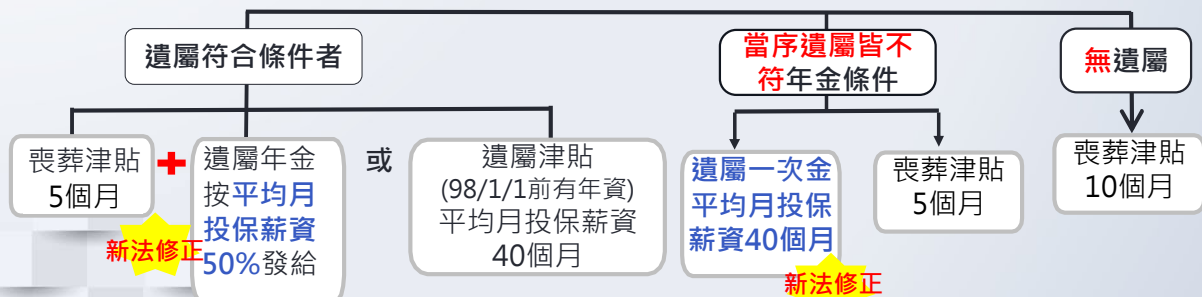 遺屬符合條件者
當序遺屬皆不
符年金條件
無遺屬
喪葬津貼
5個月
+
遺屬年金
按平均月
投保薪資
50%發給
新法修正
或
遺屬津貼
(98/1/1前有年資)
平均月投保薪資
40個月
遺屬一次金
平均月投保
薪資40個月
新法修正
喪葬津貼
5個月
喪葬津貼
10個月